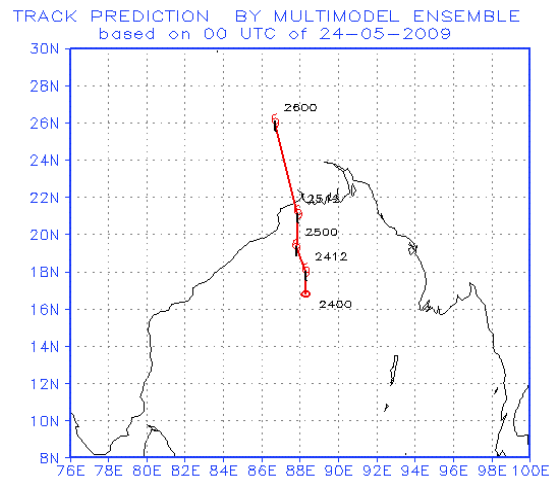 TRACK PREDICTION BY MULTIMODEL ENSEMBLE
based on 00 UTC of 24-05-2009
30N
28N
26N
24N
22N
20N
18N
16N
14N
12N
10N
8N
2600
2512
2500
2412
2400
76E 78E 80E 82E 84E 86E 88E 90E 92E 94E 96E 98E 100E